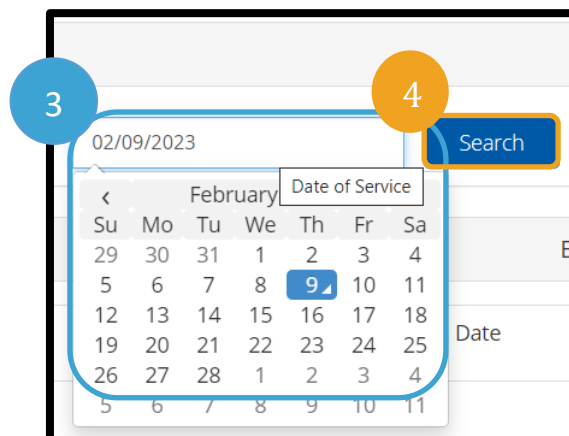 3
4
02/09/2023
Search
‹ February
Date of Service
Su Mo Tu We Th Fr Sa
29 30 31 1 2 3 4
5 6 7 8 9 10 11
12 13 14 15 16 17 18
19 20 21 22 23 24 25
26 27 28 1 2 3 4
5 6 7 8 9 10 11
Date